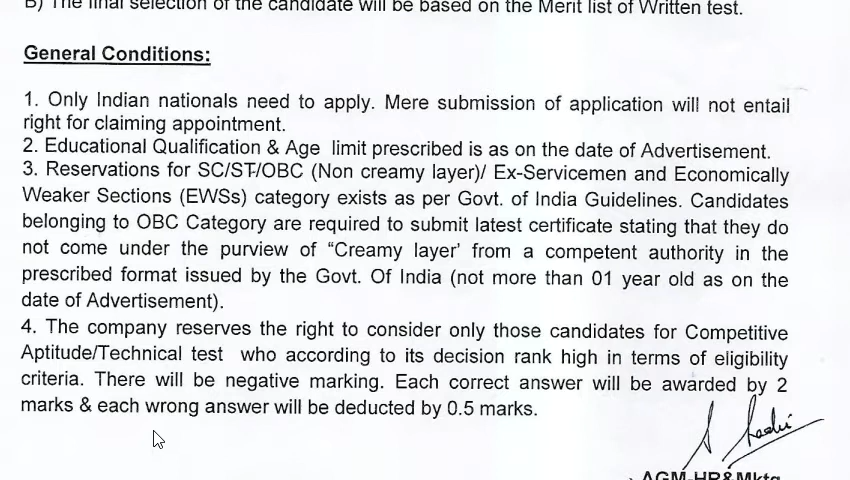 B) The final selection of the candidate will be based on the Merit list of Written test.
General Conditions:
1. Only Indian nationals need to apply. Mere submission of application will not entail
right for claiming appointment.
2. Educational Qualification & Age limit prescribed is as on the date of Advertisement.
3. Reservations for SC/ST/OBC (Non creamy layer)/ Ex-Servicemen and Economically
Weaker Sections (EWSs) category exists as per Govt. of India Guidelines. Candidates
belonging to OBC Category are required to submit latest certificate stating that they do
not come under the purview of “Creamy layer’ from a competent authority in the
prescribed format issued by the Govt. Of India (not more than 01 year old as on the
date of Advertisement).
4. The company reserves the right to consider only those candidates for Competitive
Aptitude/Technical test who according to its decision rank high in terms of eligibility
criteria. There will be negative marking. Each correct answer will be awarded by 2
marks & each wrong answer will be deducted by 0.5 marks.
AGM-HR&Mktg